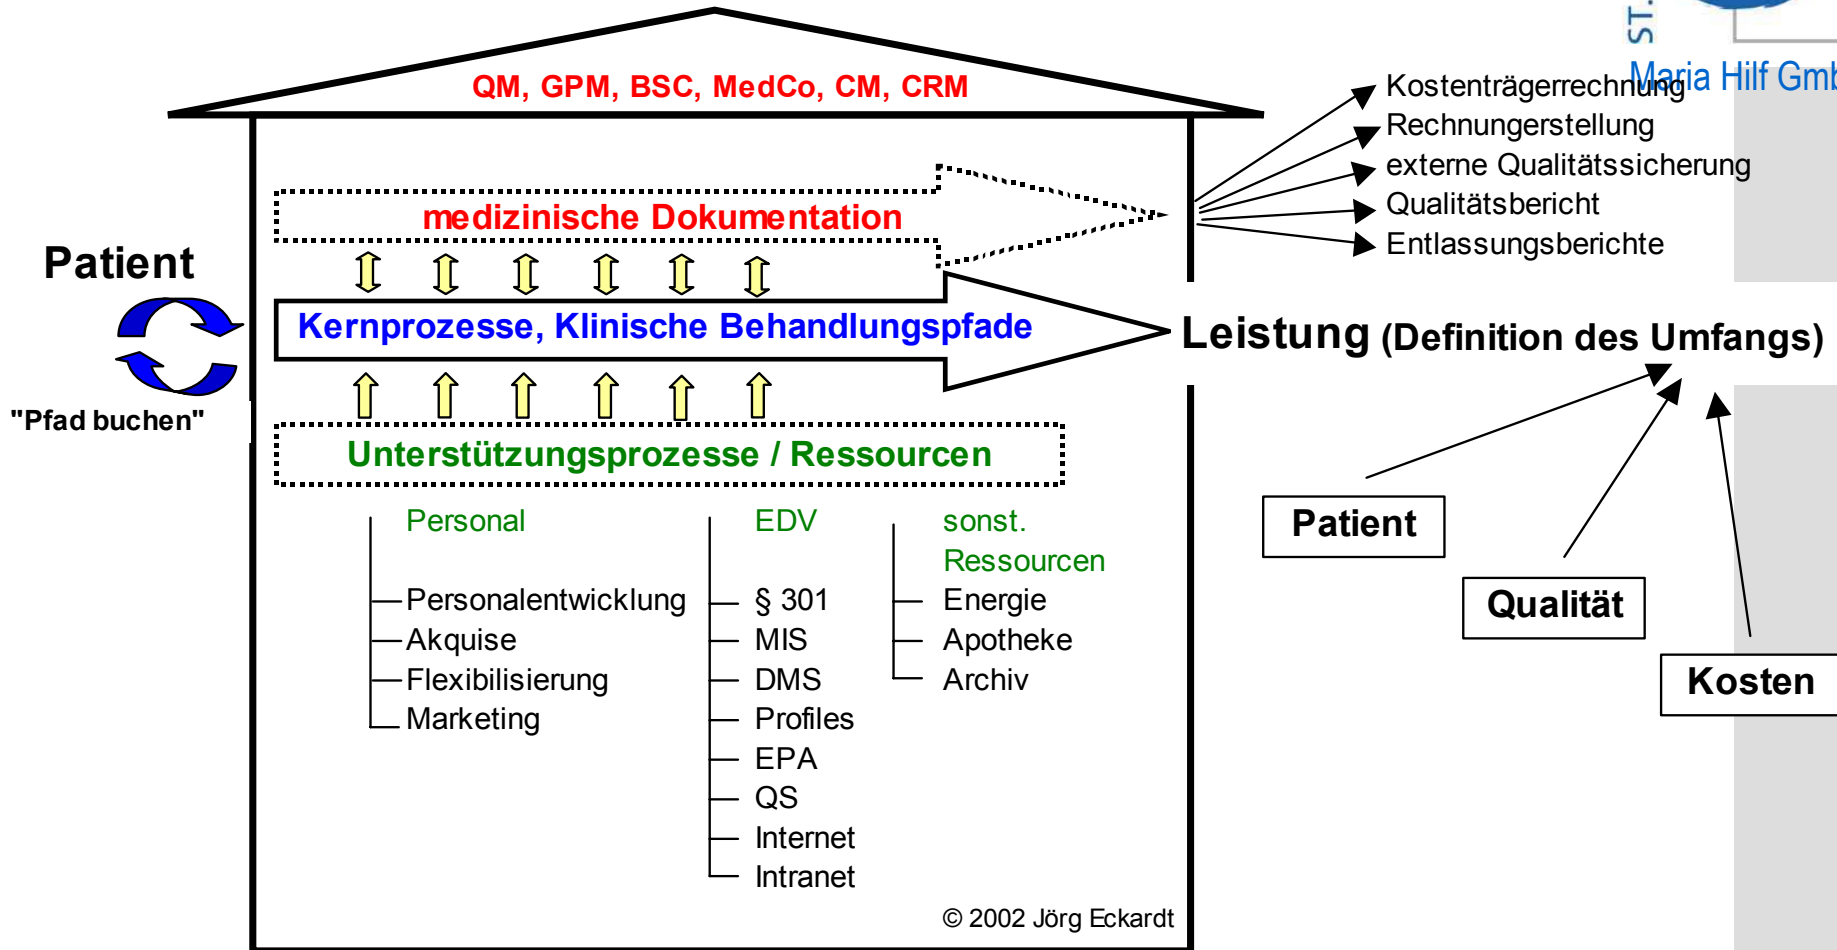 ST.
Maria Hilf Gmb
QM, GPM, BSC, MedCo, CM, CRM
Kostenträgerrechnung
Rechnungerstellung
externe Qualitätssicherung
Qualitätsbericht
Entlassungsberichte
medizinische Dokumentation
Patient
Kernprozesse, Klinische Behandlungspfade
Leistung (Definition des Umfangs)
"Pfad buchen"
Unterstützungsprozesse / Ressourcen
Personal
Personalentwicklung
Akquise
Flexibilisierung
Marketing
EDV
§ 301
MIS
DMS
Profiles
EPA
QS
Internet
Intranet
sonst.
Ressourcen
Energie
Apotheke
Archiv
Patient
Qualität
Kosten
© 2002 Jörg Eckardt